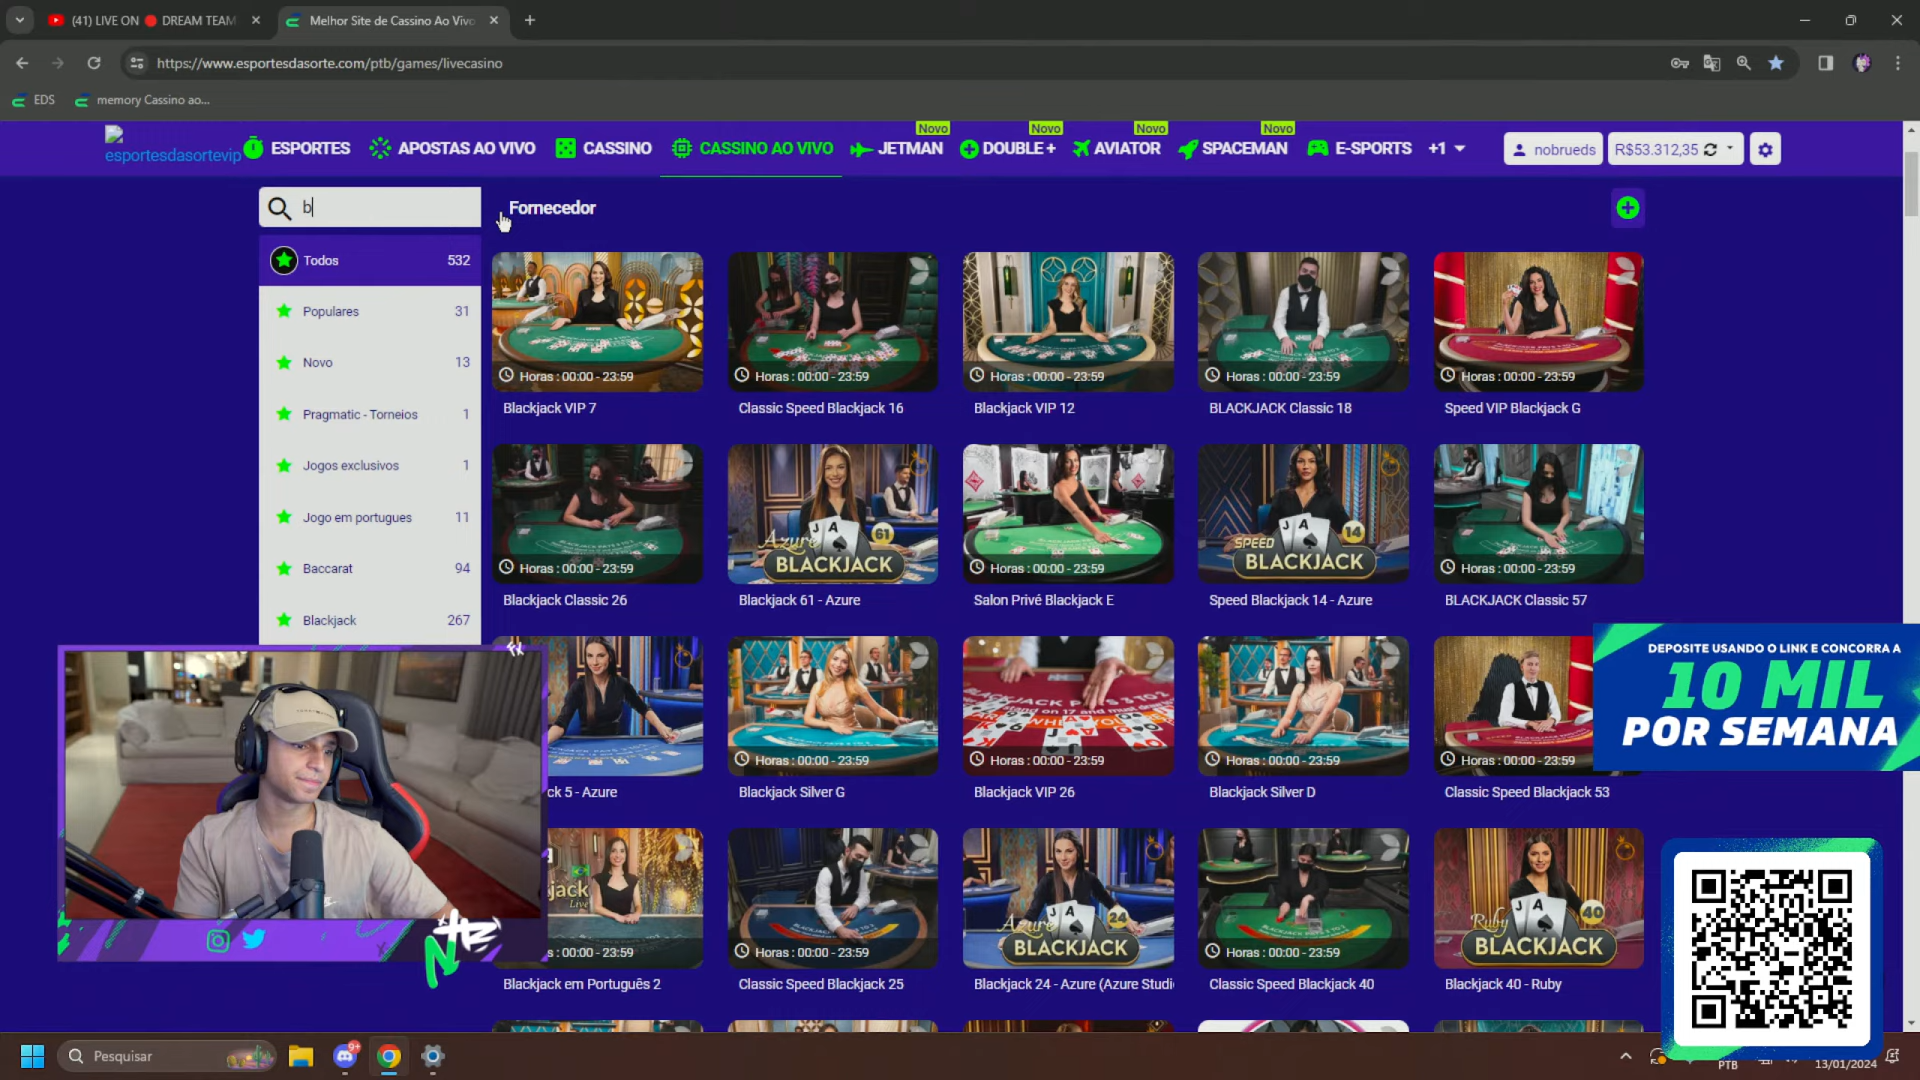 (41) LIVE ON 🔴 DREAM TEAM
Melhor Site de Cassino Ao Vivo
https://www.esportesdasorte.com/ptb/games/livecasino
EDS
memory Cassino ao...
esportesdasortevip
ESPORTES
APOSTAS AO VIVO
CASSINO
CASSINO AO VIVO
Novo
JETMAN
Novo
DOUBLE+
Novo
AVIATOR
Novo
SPACEMAN
E-SPORTS
+1
nobrueds
R$53.312,35
b
Fornecedor
Todos 532
Populares 31
Novo 13
Pragmatic - Torneios 1
Jogos exclusivos 1
Jogo em portugues 11
Baccarat 94
Blackjack 267
Horas : 00:00 - 23:59
Horas : 00:00 - 23:59
Horas : 00:00 - 23:59
Horas : 00:00 - 23:59
Horas : 00:00 - 23:59
Blackjack VIP 7
Classic Speed Blackjack 16
Blackjack VIP 12
BLACKJACK Classic 18
Speed VIP Blackjack G
Horas : 00:00 - 23:59
J A
Azure 61
BLACKJACK
Horas : 00:00 - 23:59
J A
SPEED 14
BLACKJACK
Horas : 00:00 - 23:59
Blackjack Classic 26
Blackjack 61 - Azure
Salon Privé Blackjack E
Speed Blackjack 14 - Azure
BLACKJACK Classic 57
Horas : 00:00 - 23:59
Horas : 00:00 - 23:59
Horas : 00:00 - 23:59
Horas : 00:00 - 23:59
ck 5 - Azure
Blackjack Silver G
Blackjack VIP 26
Blackjack Silver D
Classic Speed Blackjack 53
DEPOSITE USANDO O LINK E CONCORRA A
10 MIL
POR SEMANA
jack
Live
s : 00:00 - 23:59
Horas : 00:00 - 23:59
J A
Azure 24
BLACKJACK
Horas : 00:00 - 23:59
J A
Ruby 40
BLACKJACK
Blackjack em Português 2
Classic Speed Blackjack 25
Blackjack 24 - Azure (Azure Studi
Classic Speed Blackjack 40
Blackjack 40 - Ruby
Pesquisar
9+
PTB
13/01/2024